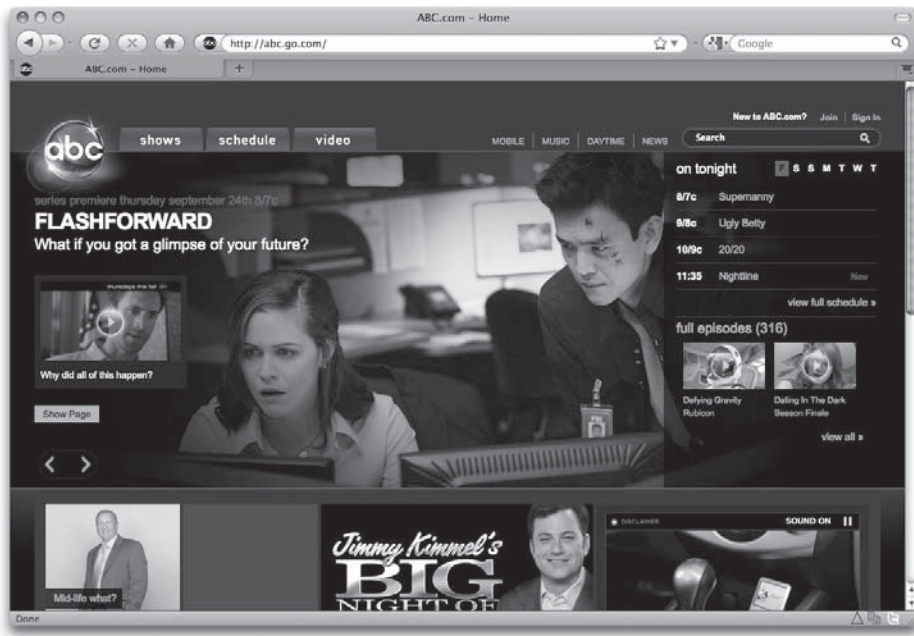 ABC.com – Home
http://abc.go.com/
Google
ABC.com – Home
+
New to ABC.com? Join Sign In
abc
shows schedule video
MOBILE MUSIC DAYTIME NEWS
Search
series premiere thursday september 24th 8/7c
FLASHFORWARD
What if you got a glimpse of your future?
thursdays this fall
Why did all of this happen?
Show Page
on tonight F S S M T W T
8/7c Supernanny
9/8c Ugly Betty
10/9c 20/20
11:35 Nightline New
view full schedule »
full episodes (316)
Defying Gravity
Rubicon
Dating In The Dark
Season Finale
view all »
Mid-life what?
Jimmy Kimmel's
BIG
NIGHT OF
DISCLAIMER SOUND ON
Done